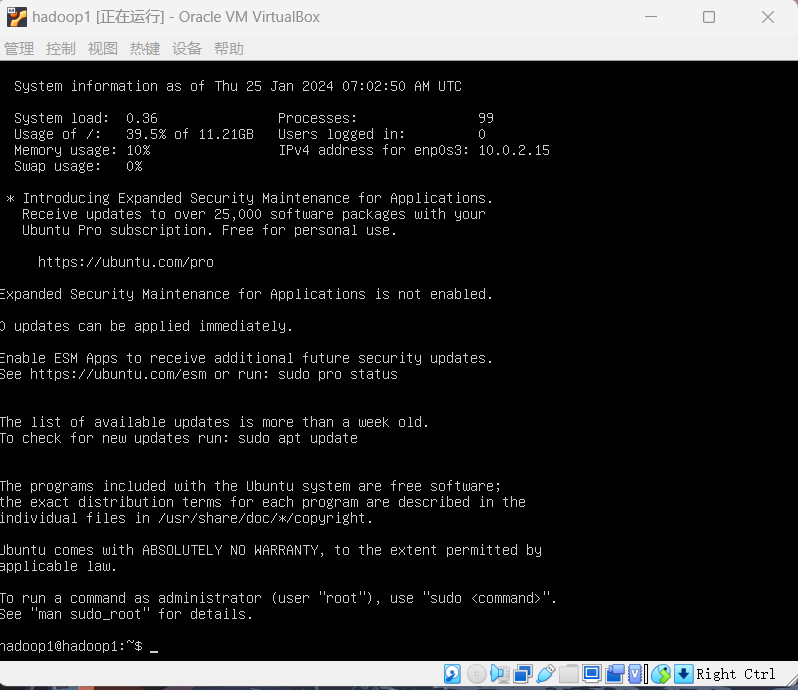 hadoop1 [正在运行] - Oracle VM VirtualBox
管理 控制 视图 热键 设备 帮助
System information as of Thu 25 Jan 2024 07:02:50 AM UTC
System load: 0.36 Processes: 99
Usage of /: 39.5% of 11.21GB Users logged in: 0
Memory usage: 10% IPv4 address for enp0s3: 10.0.2.15
Swap usage: 0%
* Introducing Expanded Security Maintenance for Applications.
Receive updates to over 25,000 software packages with your
Ubuntu Pro subscription. Free for personal use.
https://ubuntu.com/pro
Expanded Security Maintenance for Applications is not enabled.
0 updates can be applied immediately.
Enable ESM Apps to receive additional future security updates.
See https://ubuntu.com/esm or run: sudo pro status
The list of available updates is more than a week old.
To check for new updates run: sudo apt update
The programs included with the Ubuntu system are free software;
the exact distribution terms for each program are described in the
individual files in /usr/share/doc/*/copyright.
Ubuntu comes with ABSOLUTELY NO WARRANTY, to the extent permitted by
applicable law.
To run a command as administrator (user "root"), use "sudo <command>".
See "man sudo_root" for details.
hadoop1@hadoop1:~$ _
Right Ctrl